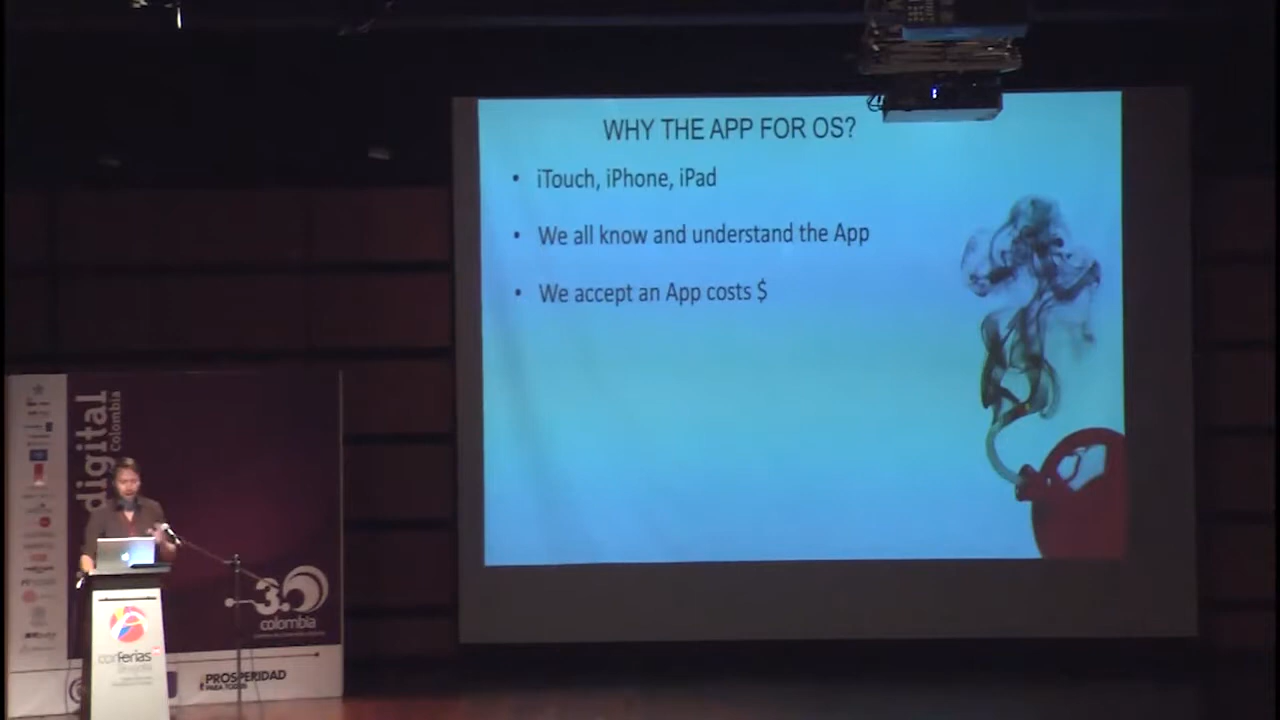 WHY THE APP FOR OS?
• iTouch, iPhone, iPad
• We all know and understand the App
• We accept an App costs $
digital
Colombia
3.0
colombia
corferias
PROSPERIDAD
PARA TODOS